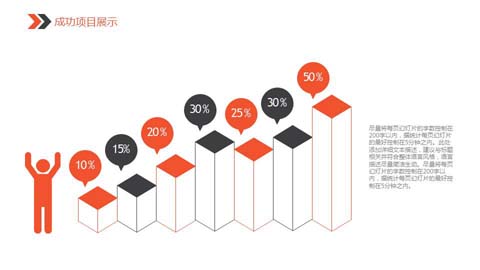 成功项目展示
50%
30%
30%
25%
20%
15%
10%
尽量将每页幻灯片的字数控制在
200字以内，据统计每页幻灯片
的最好控制在5分钟之内。此处
添加详细文本描述，建议与标题
相关并符合整体语言风格，语言
描述尽量简洁生动。尽量将每页
幻灯片的字数控制在200字以
内，据统计每页幻灯片的最好控
制在5分钟之内。